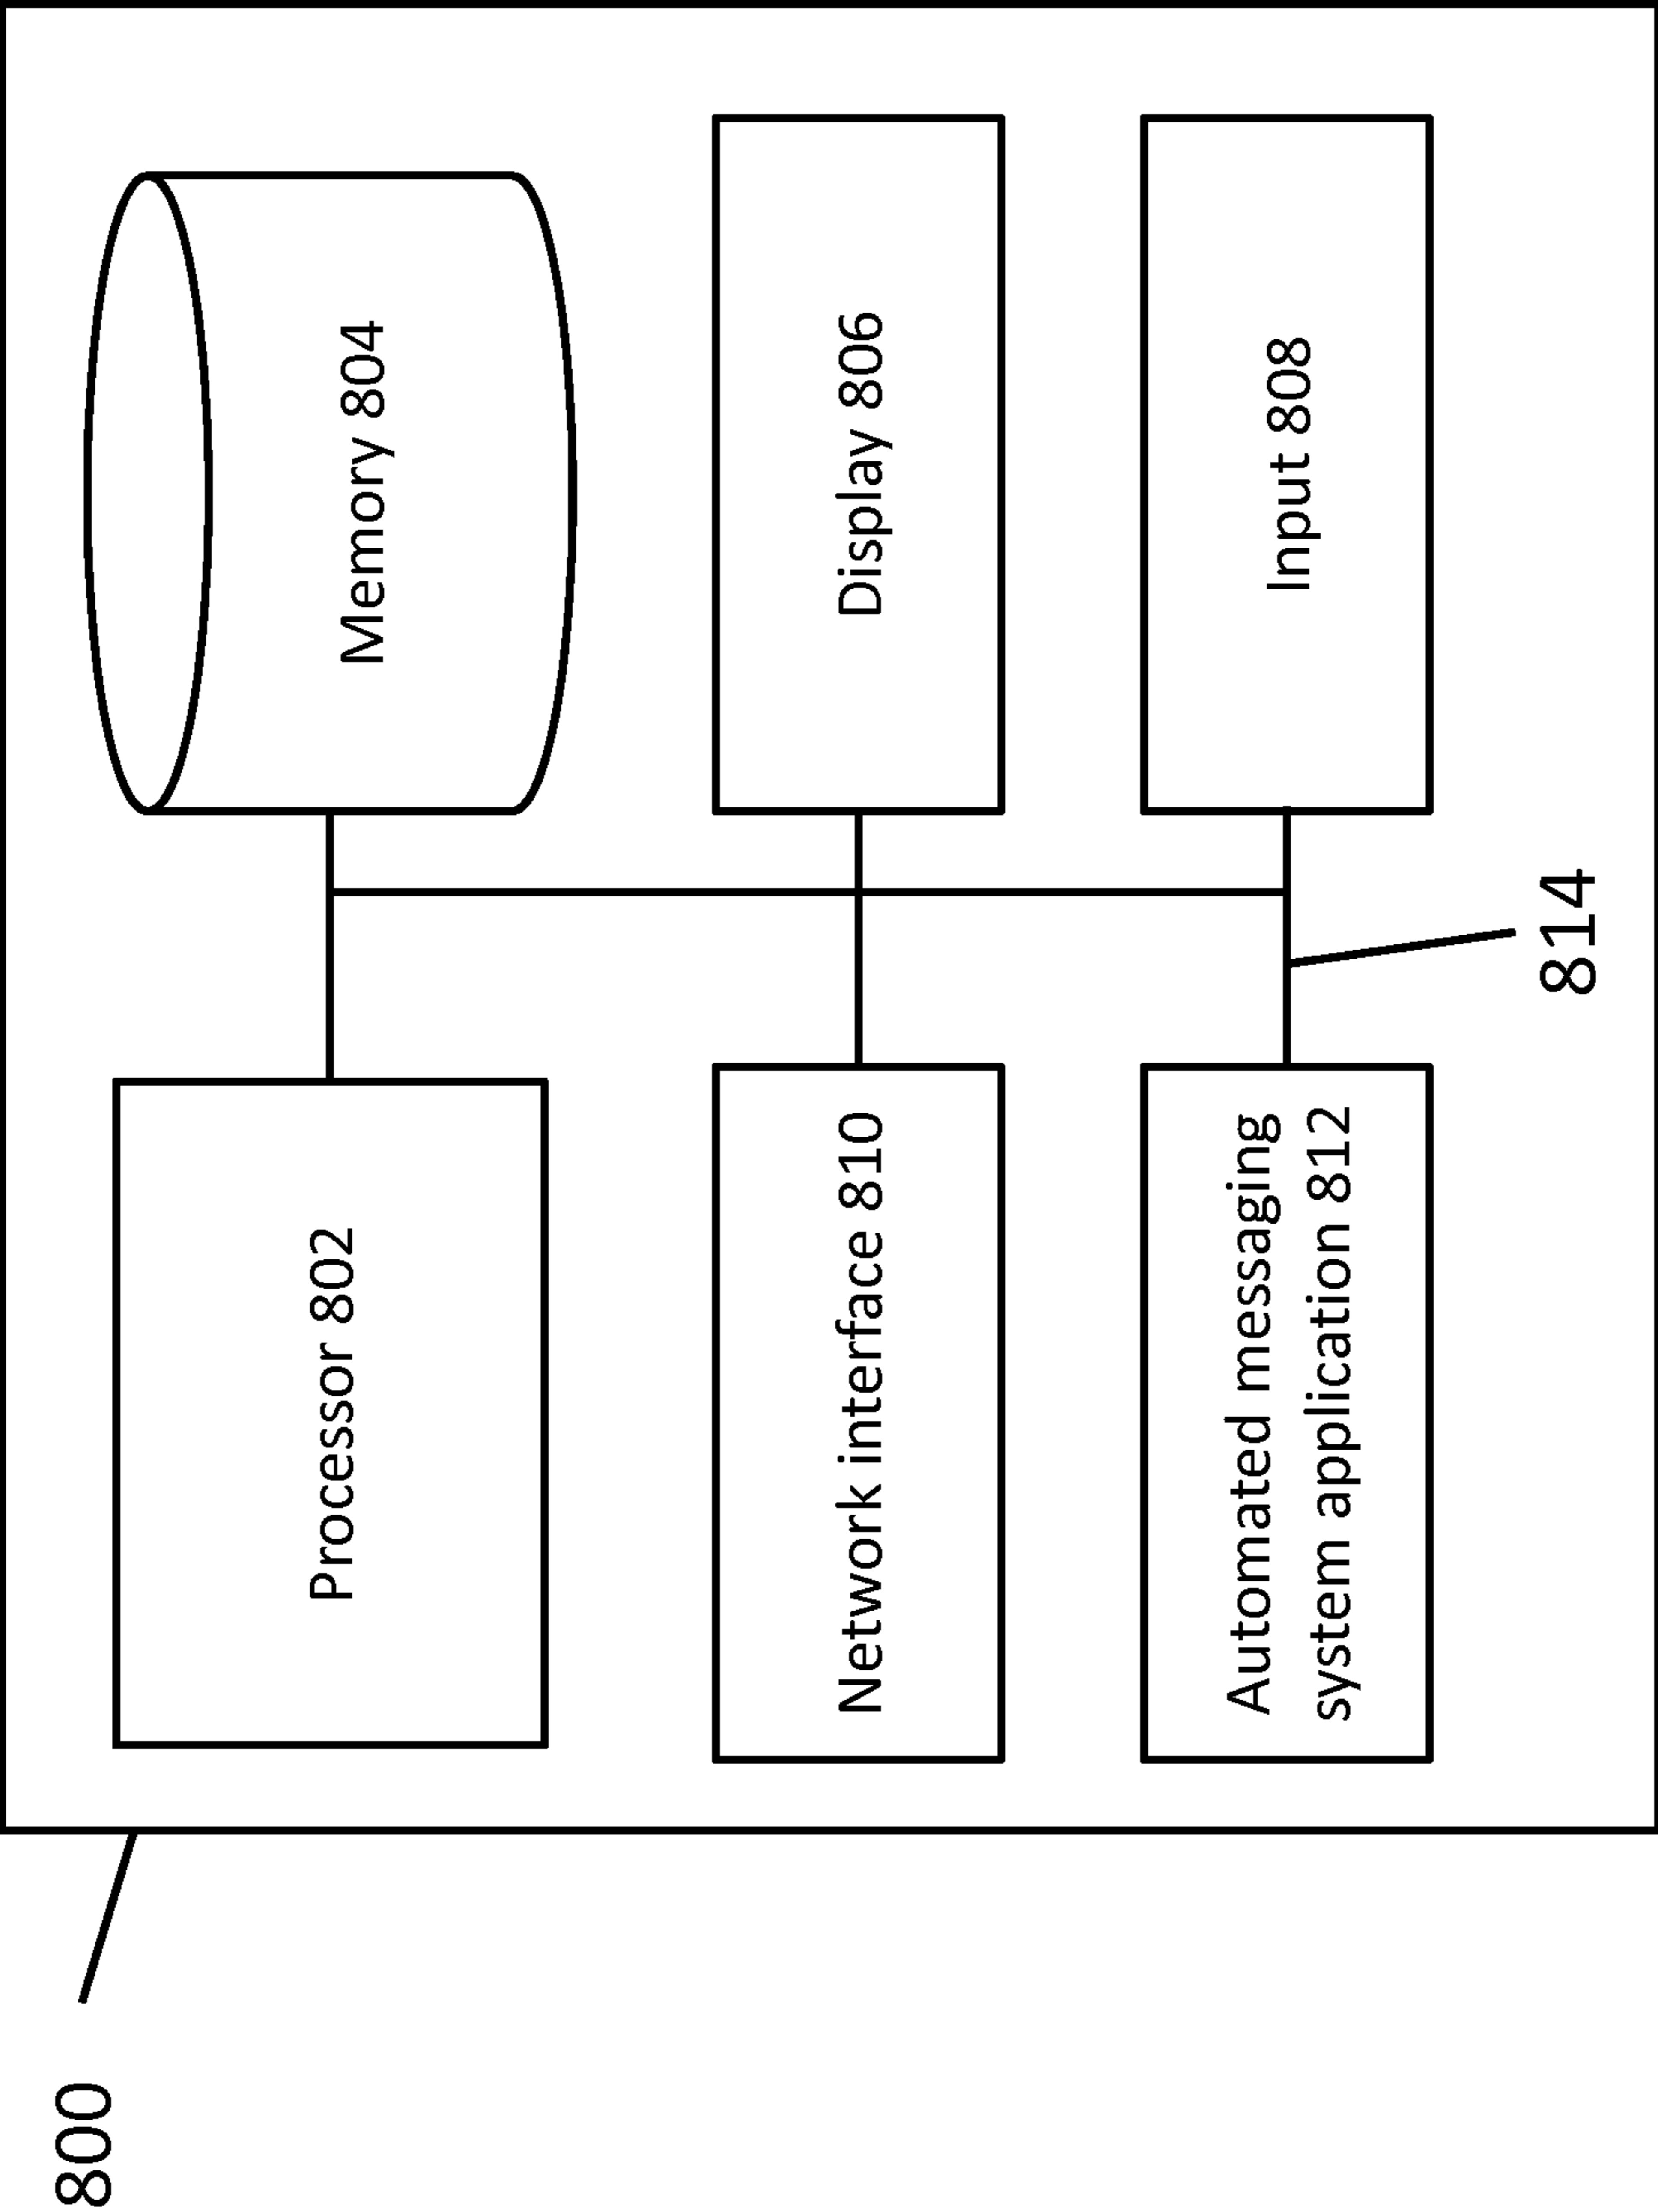 800
Processor 802
Memory 804
Network interface 810
Display 806
Automated messaging
system application 812
Input 808
814